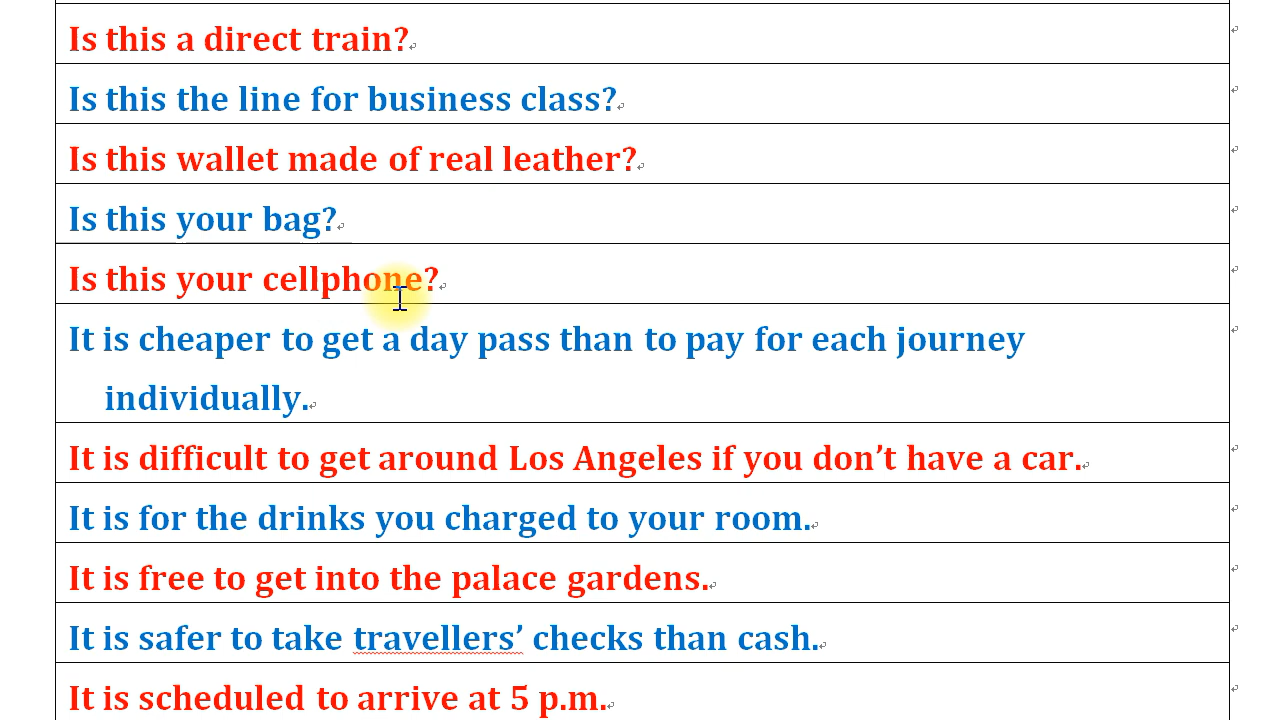 Is this a direct train?
Is this the line for business class?
Is this wallet made of real leather?
Is this your bag?
Is this your cellphone?
It is cheaper to get a day pass than to pay for each journey
individually.
It is difficult to get around Los Angeles if you don’t have a car.
It is for the drinks you charged to your room.
It is free to get into the palace gardens.
It is safer to take travellers’ checks than cash.
It is scheduled to arrive at 5 p.m.